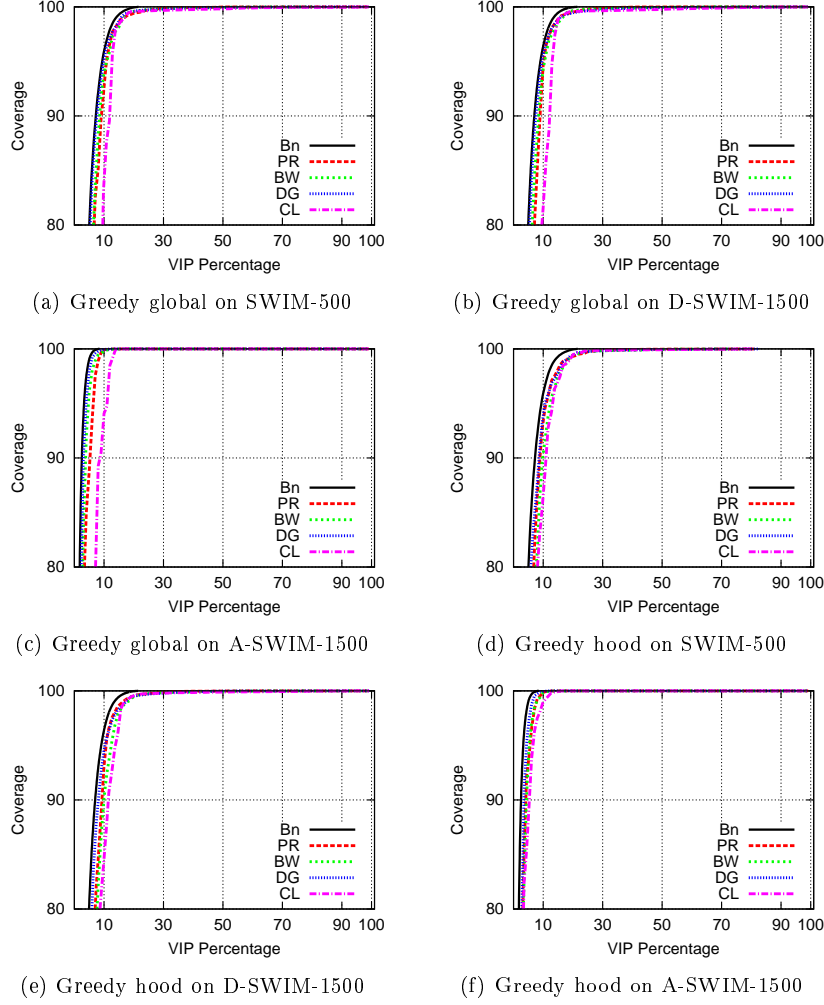 100
90
80
Coverage
Bn
PR
BW
DG
CL
10 30 50 70 90 100
VIP Percentage
(a) Greedy global on SWIM-500
100
90
80
Coverage
Bn
PR
BW
DG
CL
10 30 50 70 90 100
VIP Percentage
(b) Greedy global on D-SWIM-1500
100
90
80
Coverage
Bn
PR
BW
DG
CL
10 30 50 70 90 100
VIP Percentage
(c) Greedy global on A-SWIM-1500
100
90
80
Coverage
Bn
PR
BW
DG
CL
10 30 50 70 90 100
VIP Percentage
(d) Greedy hood on SWIM-500
100
90
80
Coverage
Bn
PR
BW
DG
CL
10 30 50 70 90 100
VIP Percentage
(e) Greedy hood on D-SWIM-1500
100
90
80
Coverage
Bn
PR
BW
DG
CL
10 30 50 70 90 100
VIP Percentage
(f) Greedy hood on A-SWIM-1500